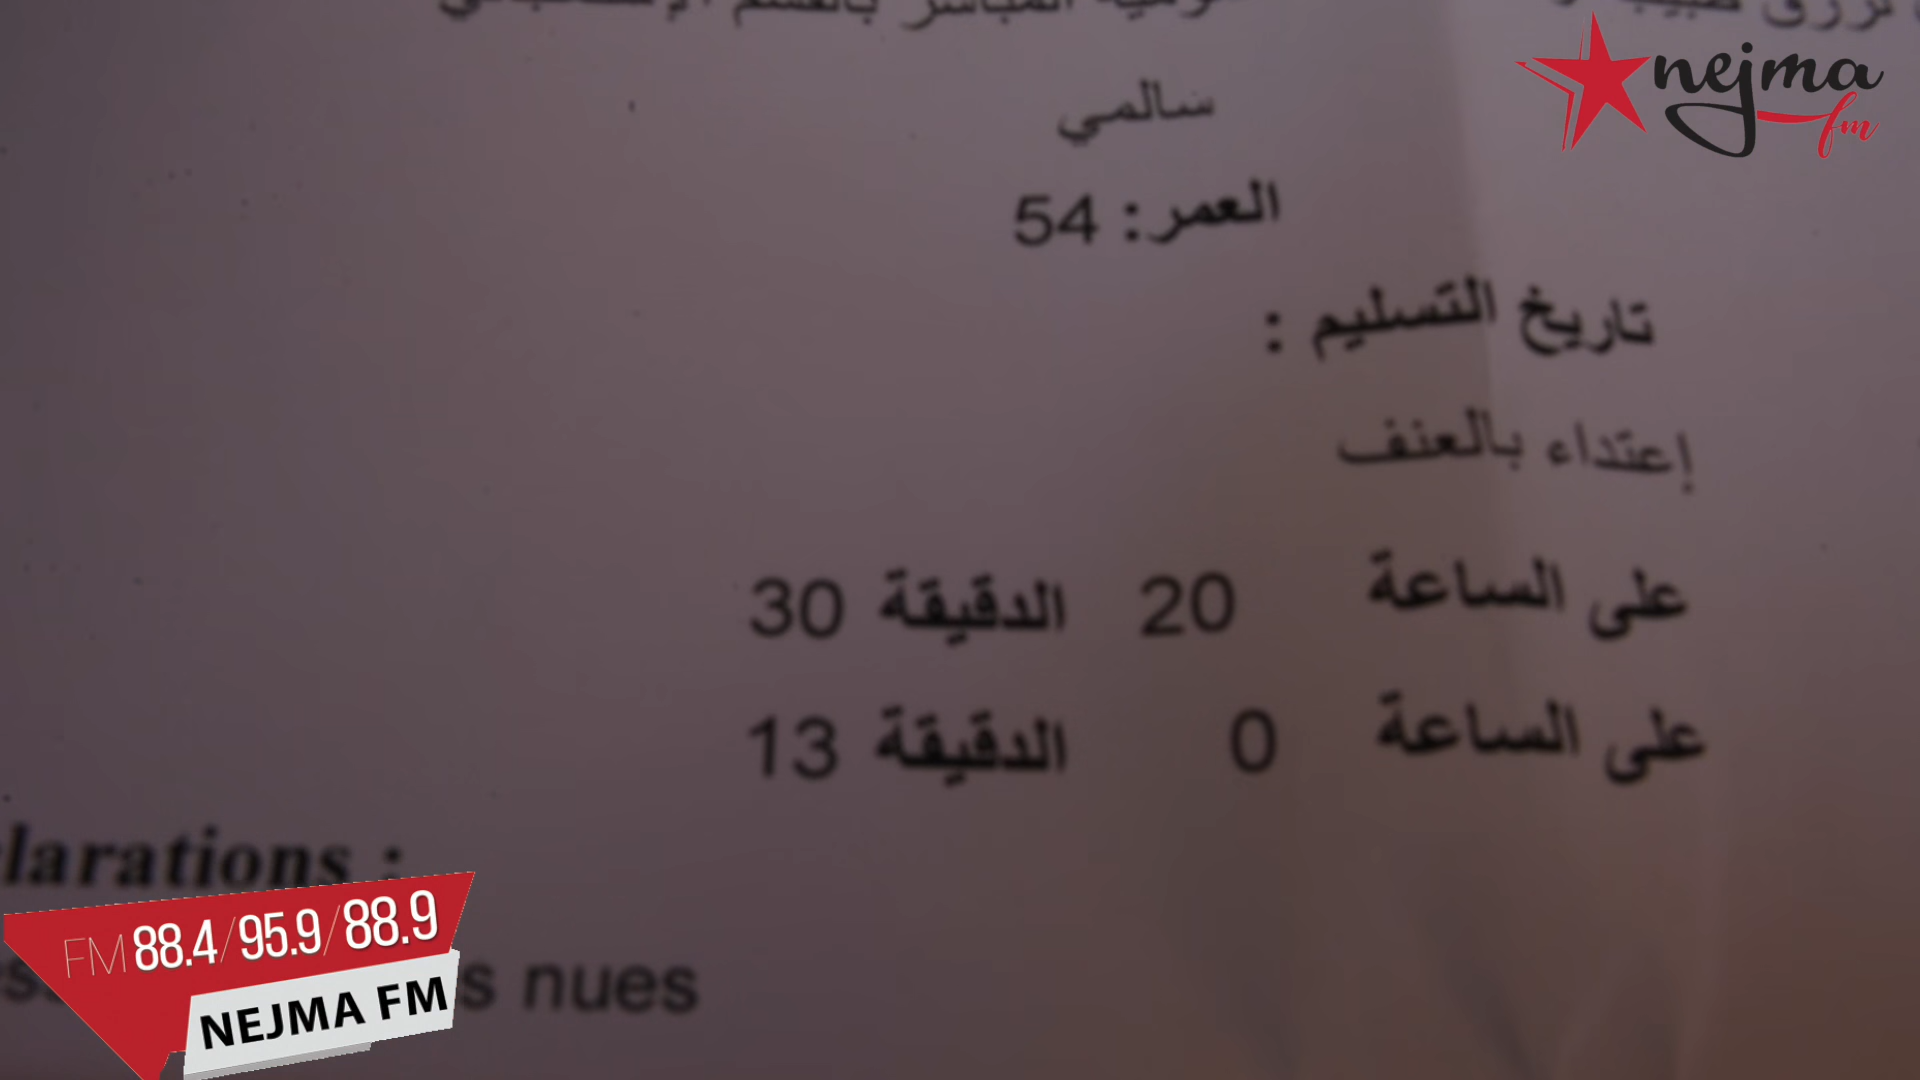 nejma
fm
سالمي
العمر: 54
تاريخ التسليم :
إعتداء بالعنف
على الساعة 20 الدقيقة 30
على الساعة 0 الدقيقة 13
nues
FM 88.4/95.9/88.9
NEJMA FM